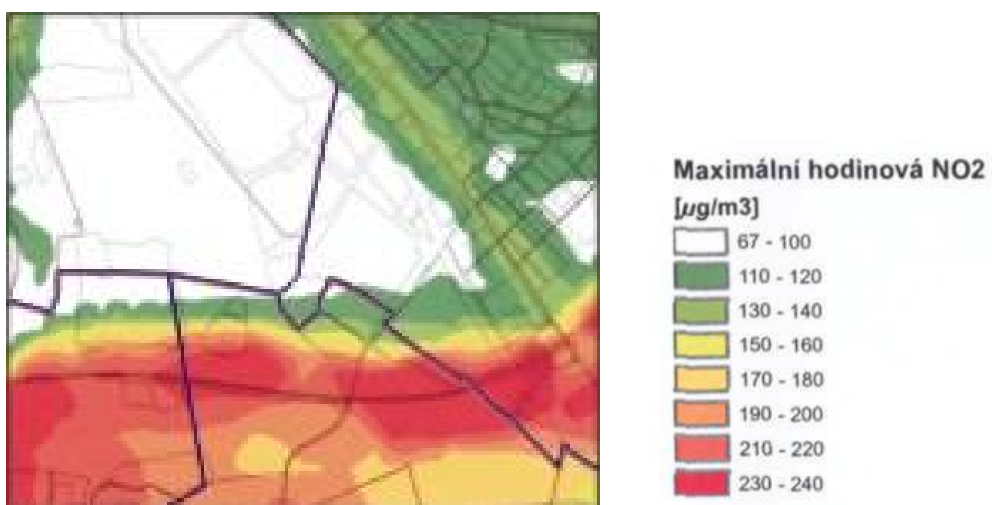 Maximální hodinová NO2
[µg/m3]
67 - 100
110 - 120
130 - 140
150 - 160
170 - 180
190 - 200
210 - 220
230 - 240